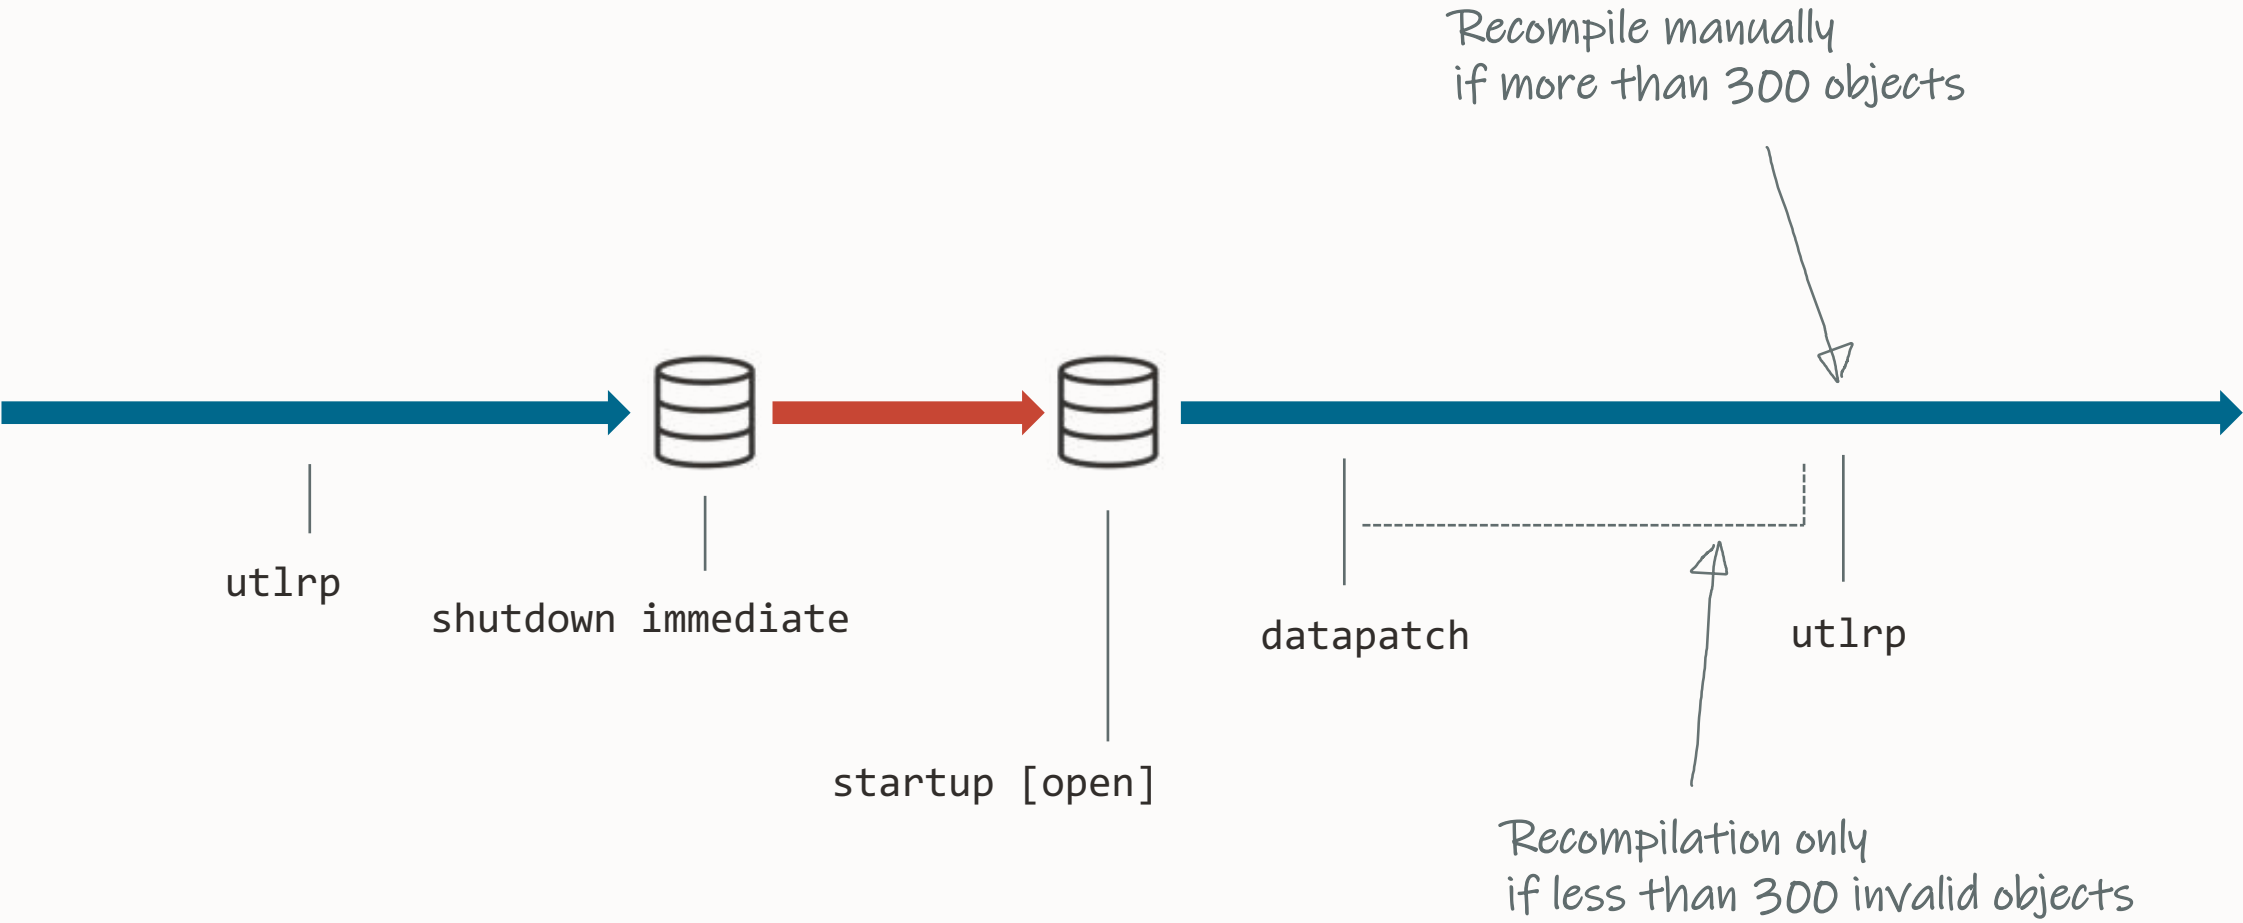 Recompile manually
if more than 300 objects
utlrp
shutdown immediate
startup [open]
datapatch
utlrp
Recompilation only
if less than 300 invalid objects